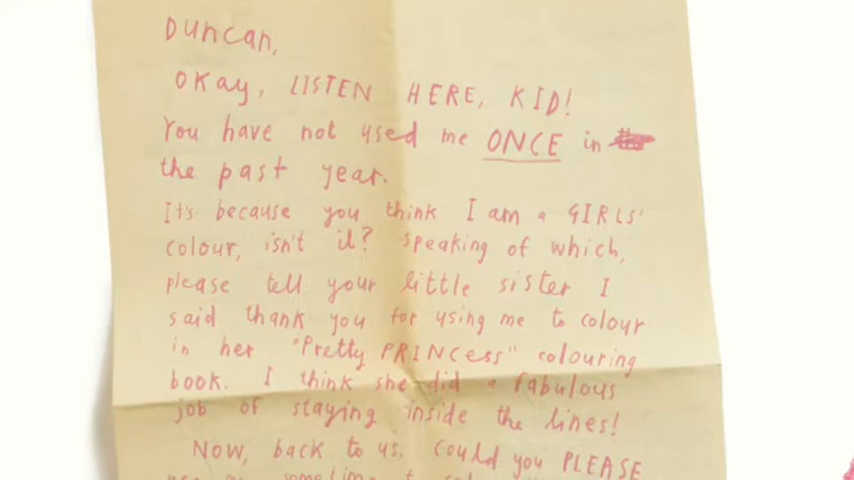 Duncan,
OKay, LISTEN HERE, KID!
You have not used me ONCE in
the past year.
It's because you think I am a GIRLS'
colour, isn't it? Speaking of which,
please tell your little sister I
said thank you for using me to colour
in her "Pretty PRINCess" colouring
book. I think she did a fabulous
job of staying inside the lines!
Now, back to us. Could you PLEASE